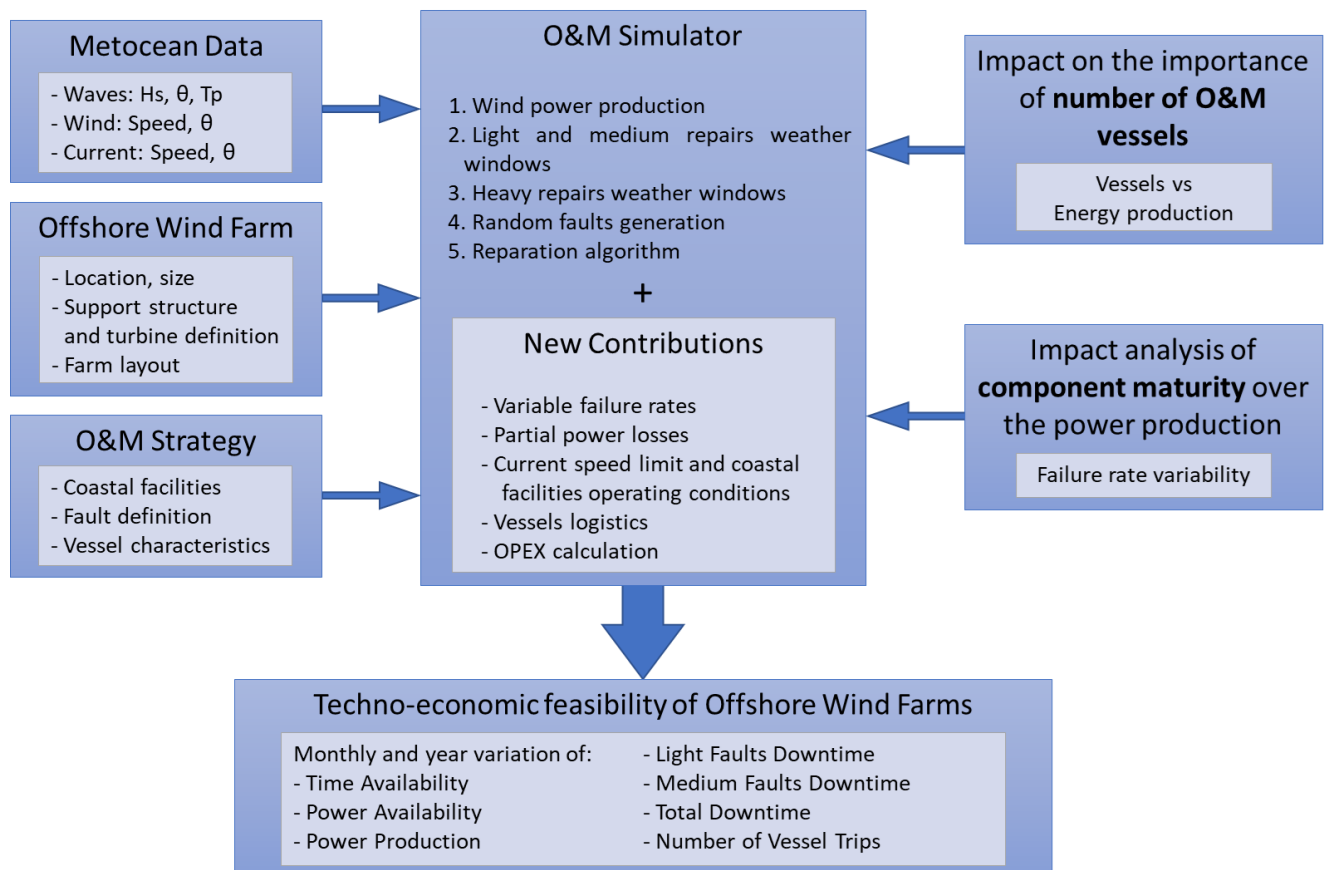 Metocean Data
- Waves: Hs, θ, Tp
- Wind: Speed, θ
- Current: Speed, θ
Offshore Wind Farm
- Location, size
- Support structure
and turbine definition
- Farm layout
O&M Strategy
- Coastal facilities
- Fault definition
- Vessel characteristics
O&M Simulator
1. Wind power production
2. Light and medium repairs weather
windows
3. Heavy repairs weather windows
4. Random faults generation
5. Reparation algorithm
+
New Contributions
- Variable failure rates
- Partial power losses
- Current speed limit and coastal
facilities operating conditions
- Vessels logistics
- OPEX calculation
Impact on the importance
of number of O&M
vessels
Vessels vs
Energy production
Impact analysis of
component maturity over
the power production
Failure rate variability
Techno-economic feasibility of Offshore Wind Farms
Monthly and year variation of:
- Time Availability
- Power Availability
- Power Production
- Light Faults Downtime
- Medium Faults Downtime
- Total Downtime
- Number of Vessel Trips